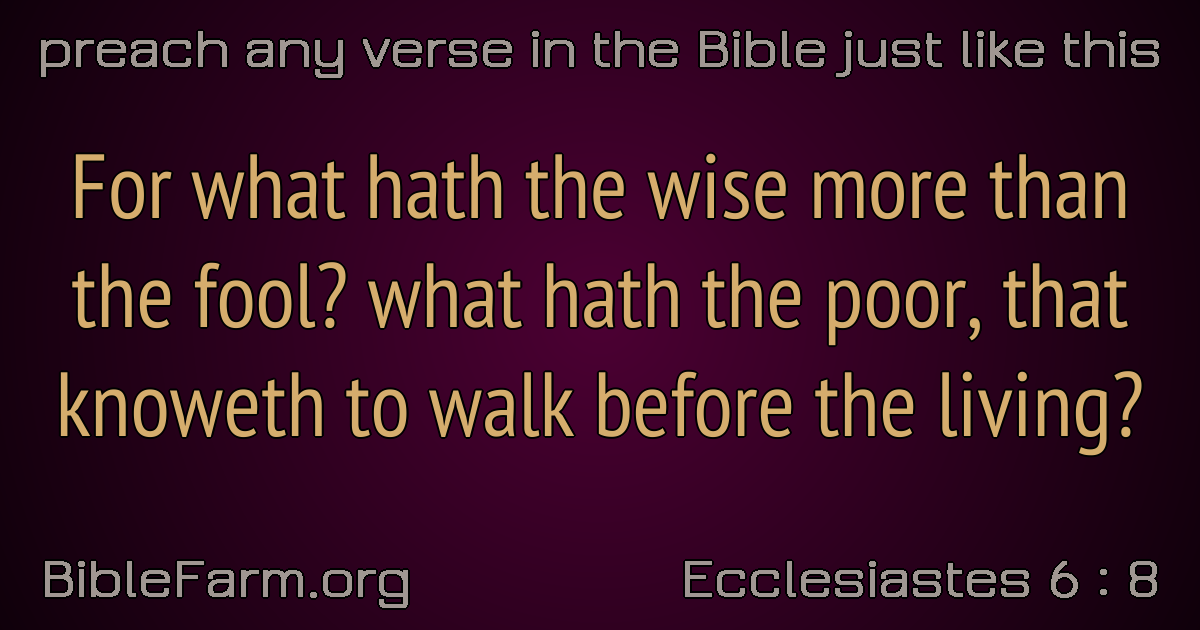 preach any verse in the Bible just like this
For what hath the wise more than
the fool? what hath the poor, that
knoweth to walk before the living?
BibleFarm.org
Ecclesiastes 6 : 8